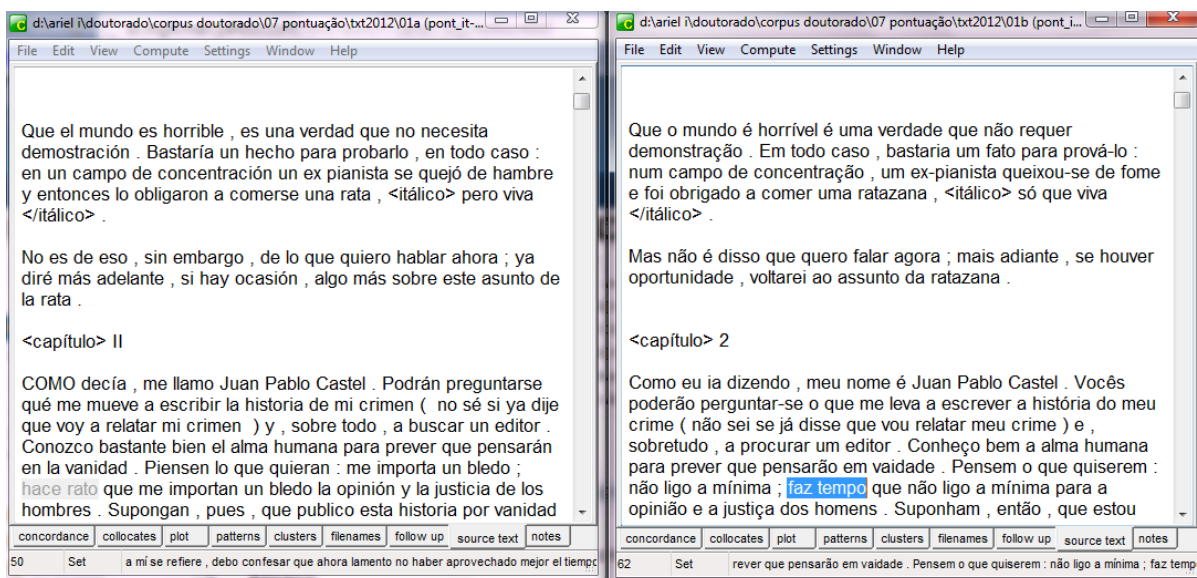 d:\ariel i\doutorado\corpus doutorado\07 pontuação\txt2012\01a (pont_it-...
File Edit View Compute Settings Window Help
Que el mundo es horrible , es una verdad que no necesita
demostración . Bastaría un hecho para probarlo , en todo caso :
en un campo de concentración un ex pianista se quejó de hambre
y entonces lo obligaron a comerse una rata , <itálico> pero viva
</itálico> .
No es de eso , sin embargo , de lo que quiero hablar ahora ; ya
diré más adelante , si hay ocasión , algo más sobre este asunto de
la rata .
<capítulo> II
COMO decía , me llamo Juan Pablo Castel . Podrán preguntarse
qué me mueve a escribir la historia de mi crimen ( no sé si ya dije
que voy a relatar mi crimen ) y , sobre todo , a buscar un editor .
Conozco bastante bien el alma humana para prever que pensarán
en la vanidad . Piensen lo que quieran : me importa un bledo ;
hace rato que me importan un bledo la opinión y la justicia de los
hombres . Supongan , pues , que publico esta historia por vanidad
concordance collocates plot patterns clusters filenames follow up source text notes
50 Set a mí se refiere , debo confesar que ahora lamento no haber aprovechado mejor el tiempo
d:\ariel i\doutorado\corpus doutorado\07 pontuação\txt2012\01b (pont_i...
File Edit View Compute Settings Window Help
Que o mundo é horrível é uma verdade que não requer
demonstração . Em todo caso , bastaria um fato para prová-lo :
num campo de concentração , um ex-pianista queixou-se de fome
e foi obrigado a comer uma ratazana , <itálico> só que viva
</itálico> .
Mas não é disso que quero falar agora ; mais adiante , se houver
oportunidade , voltarei ao assunto da ratazana .
<capítulo> 2
Como eu ia dizendo , meu nome é Juan Pablo Castel . Vocês
poderão perguntar-se o que me leva a escrever a história do meu
crime ( não sei se já disse que vou relatar meu crime ) e ,
sobretudo , a procurar um editor . Conheço bem a alma humana
para prever que pensarão em vaidade . Pensem o que quiserem :
não ligo a mínima ; faz tempo que não ligo a mínima para a
opinião e a justiça dos homens . Suponham , então , que estou
concordance collocates plot patterns clusters filenames follow up source text notes
62 Set rever que pensarão em vaidade . Pensem o que quiserem : não ligo a mínima ; faz temp